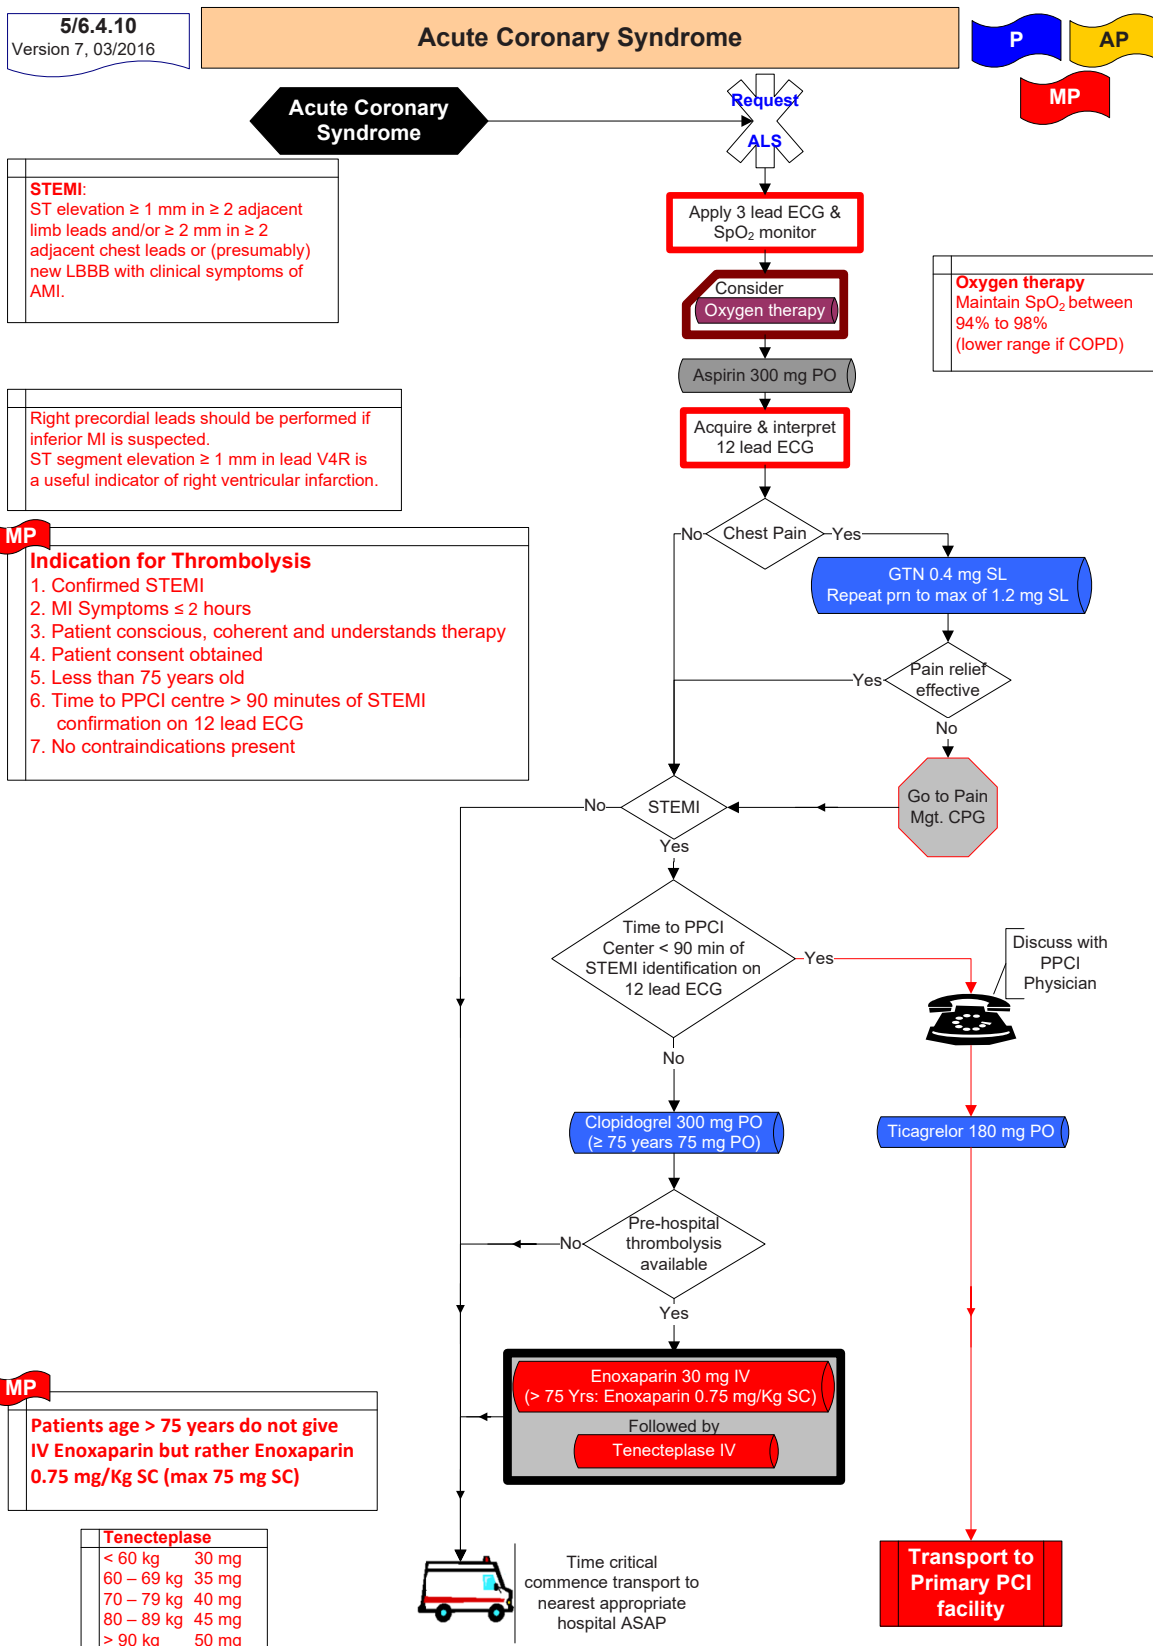 5/6.4.10
Version 7, 03/2016
Acute Coronary Syndrome
P
AP
MP
Acute Coronary
Syndrome
Request
ALS
STEMI:
ST elevation ≥ 1 mm in ≥ 2 adjacent
limb leads and/or ≥ 2 mm in ≥ 2
adjacent chest leads or (presumably)
new LBBB with clinical symptoms of
AMI.
Apply 3 lead ECG &
SpO₂ monitor
Consider
Oxygen therapy
Oxygen therapy
Maintain SpO₂ between
94% to 98%
(lower range if COPD)
Aspirin 300 mg PO
Right precordial leads should be performed if
inferior MI is suspected.
ST segment elevation ≥ 1 mm in lead V4R is
a useful indicator of right ventricular infarction.
Acquire & interpret
12 lead ECG
No
Chest Pain
Yes
MP
Indication for Thrombolysis
1. Confirmed STEMI
2. MI Symptoms ≤ 2 hours
3. Patient conscious, coherent and understands therapy
4. Patient consent obtained
5. Less than 75 years old
6. Time to PPCI centre > 90 minutes of STEMI
confirmation on 12 lead ECG
7. No contraindications present
GTN 0.4 mg SL
Repeat prn to max of 1.2 mg SL
Yes
Pain relief
effective
No
Go to Pain
Mgt. CPG
No
STEMI
Yes
Time to PPCI
Center < 90 min of
STEMI identification on
12 lead ECG
Yes
Discuss with
PPCI
Physician
No
Clopidogrel 300 mg PO
(≥ 75 years 75 mg PO)
Ticagrelor 180 mg PO
Pre-hospital
thrombolysis
available
No
Yes
Enoxaparin 30 mg IV
(> 75 Yrs: Enoxaparin 0.75 mg/Kg SC)
Followed by
Tenecteplase IV
MP
Patients age > 75 years do not give
IV Enoxaparin but rather Enoxaparin
0.75 mg/Kg SC (max 75 mg SC)
Tenecteplase
< 60 kg 30 mg
60 – 69 kg 35 mg
70 – 79 kg 40 mg
80 – 89 kg 45 mg
> 90 kg 50 mg
Time critical
commence transport to
nearest appropriate
hospital ASAP
Transport to
Primary PCI
facility